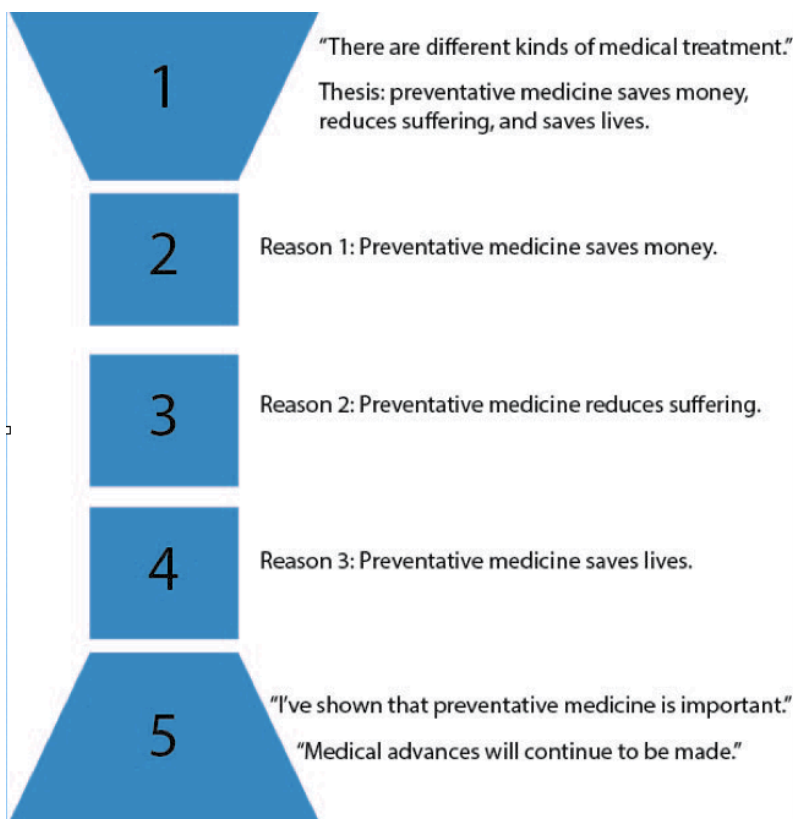 1
“There are different kinds of medical treatment.”
Thesis: preventative medicine saves money,
reduces suffering, and saves lives.
2
Reason 1: Preventative medicine saves money.
3
Reason 2: Preventative medicine reduces suffering.
4
Reason 3: Preventative medicine saves lives.
5
“I’ve shown that preventative medicine is important.”
“Medical advances will continue to be made.”